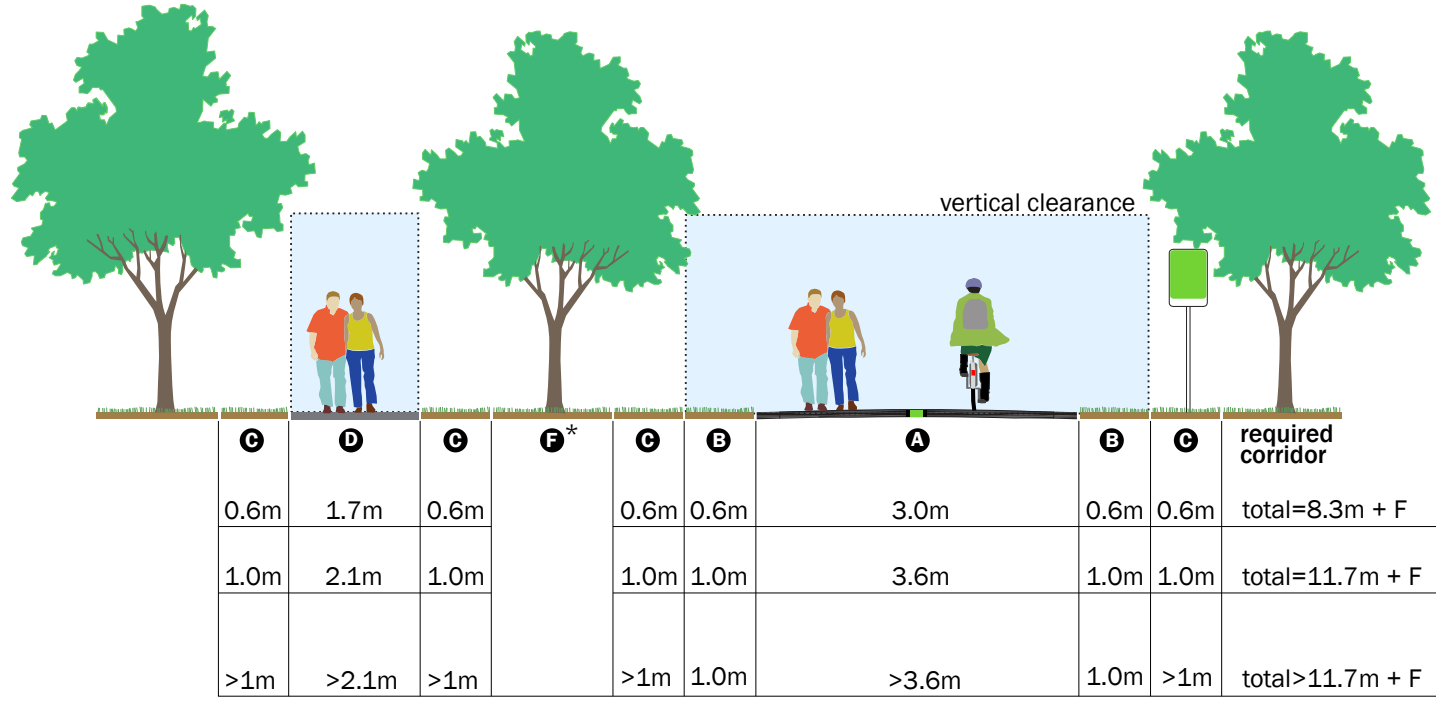 vertical clearance
C D C F* C B A B C required
corridor
0.6m 1.7m 0.6m 0.6m 0.6m 3.0m 0.6m 0.6m total=8.3m + F
1.0m 2.1m 1.0m 1.0m 1.0m 3.6m 1.0m 1.0m total=11.7m + F
>1m >2.1m >1m >1m 1.0m >3.6m 1.0m >1m total>11.7m + F